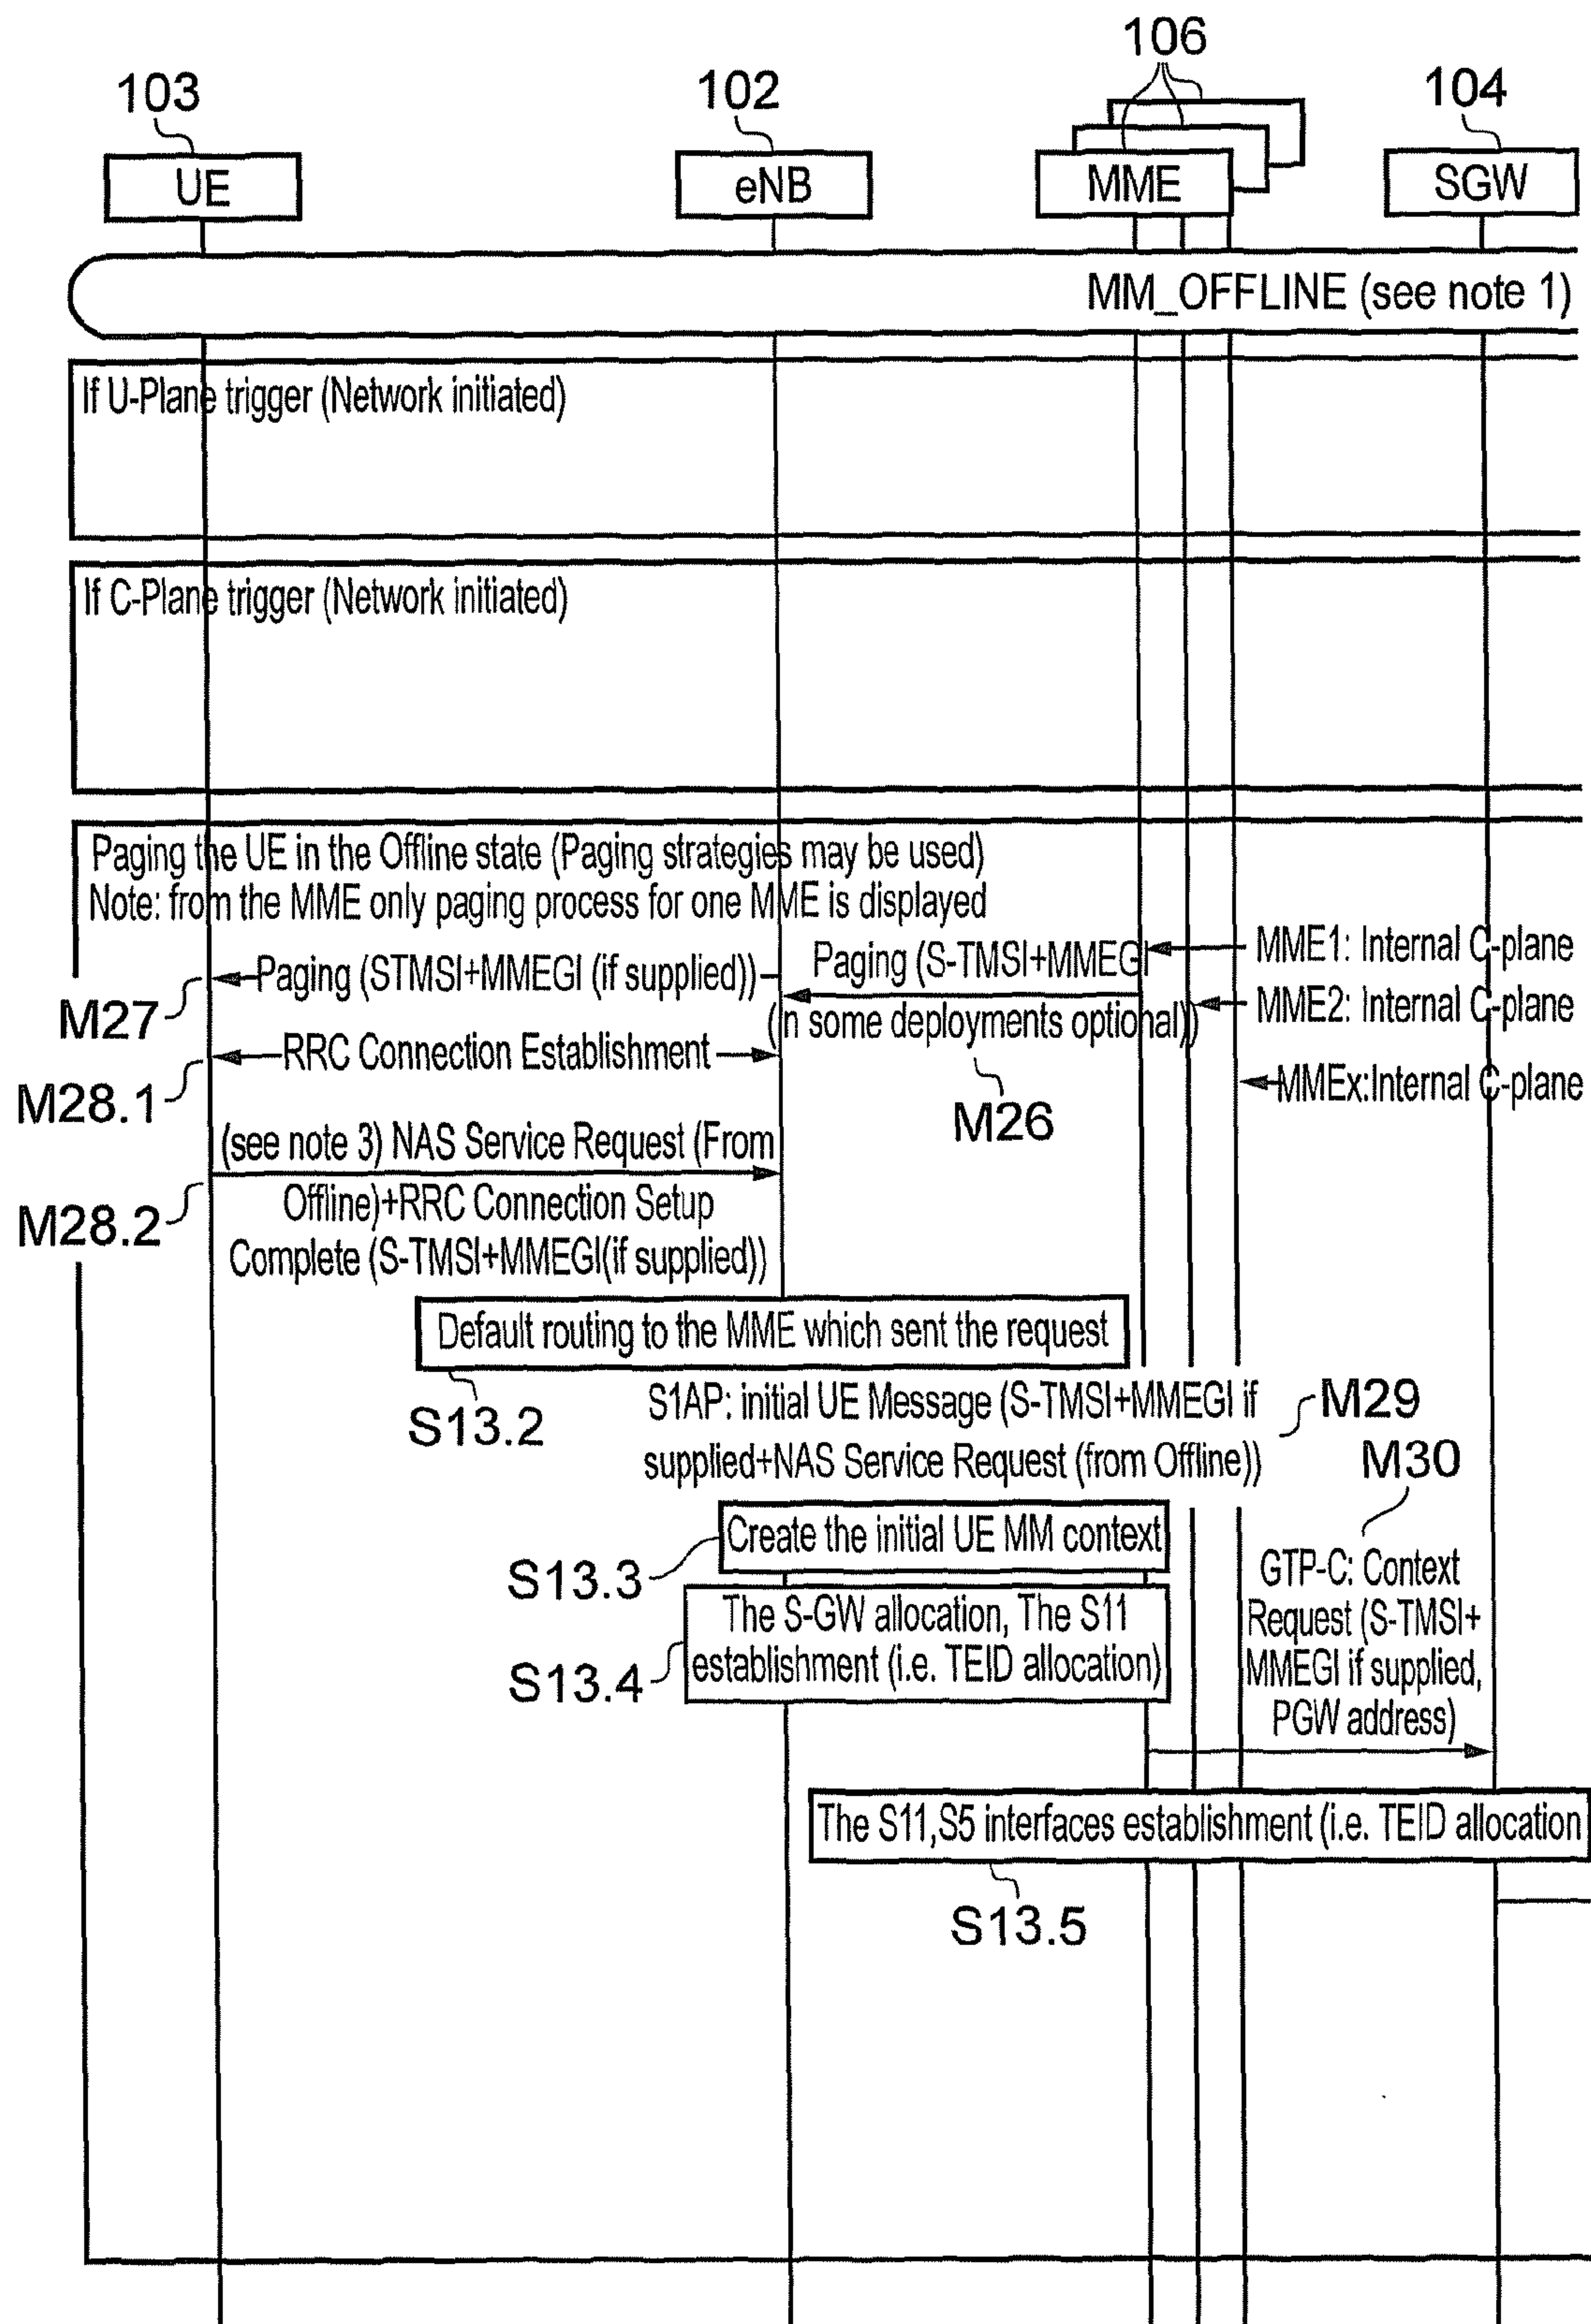 106
103
102
104
UE
eNB
MME
SGW
MM_OFFLINE (see note 1)
If U-Plane trigger (Network initiated)
If C-Plane trigger (Network initiated)
Paging the UE in the Offline state (Paging strategies may be used)
Note: from the MME only paging process for one MME is displayed
MME1: Internal C-plane
Paging (S-TMSI+MMEGI
Paging (STMSI+MMEGI (if supplied))
MME2: Internal C-plane
(in some deployments optional))
M27
RRC Connection Establishment
MMEx:Internal C-plane
M28.1
M26
(see note 3) NAS Service Request (From
Offline)+RRC Connection Setup
M28.2
Complete (S-TMSI+MMEGI(if supplied))
Default routing to the MME which sent the request
S13.2
S1AP: initial UE Message (S-TMSI+MMEGI if
M29
supplied+NAS Service Request (from Offline))
M30
Create the initial UE MM context
S13.3
GTP-C: Context
Request (S-TMSI+
MMEGI if supplied,
PGW address)
The S-GW allocation, The S11
establishment (i.e. TEID allocation)
S13.4
The S11,S5 interfaces establishment (i.e. TEID allocation
S13.5